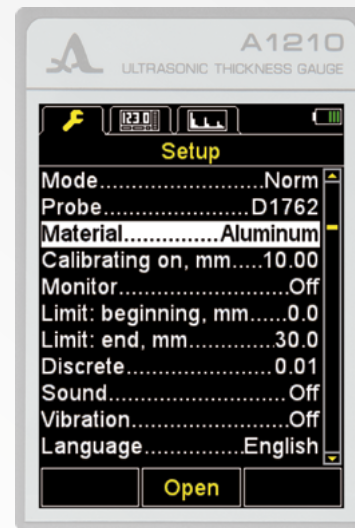 A1210
ULTRASONIC THICKNESS GAUGE
123.0
Setup
Mode..............................Norm
Probe........................D1762
Material................Aluminum
Calibrating on, mm.....10.00
Monitor............................Off
Limit: beginning, mm......0.0
Limit: end, mm...............30.0
Discrete........................0.01
Sound..............................Off
Vibration..........................Off
Language................English
Open